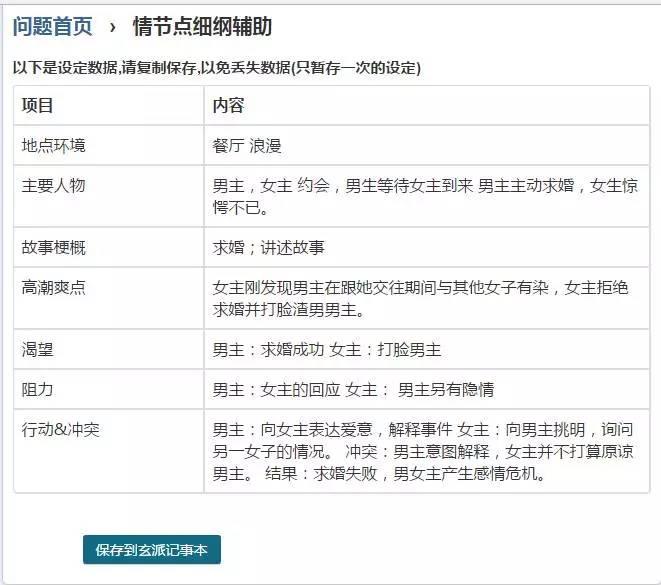 问题首页 › 情节点细纲辅助
以下是设定数据,请复制保存,以免丢失数据(只暂存一次的设定)
项目 内容
地点环境 餐厅 浪漫
主要人物 男主，女主 约会，男生等待女主到来 男主主动求婚，女生惊
愕不已。
故事梗概 求婚；讲述故事
高潮爽点 女主刚发现男主在跟她交往期间与其他女子有染，女主拒绝
求婚并打脸渣男男主。
渴望 男主：求婚成功 女主：打脸男主
阻力 男主：女主的回应 女主： 男主另有隐情
行动&冲突 男主：向女主表达爱意，解释事件 女主：向男主挑明，询问
另一女子的情况。 冲突：男主意图解释，女主并不打算原谅
男主。 结果：求婚失败，男女主产生感情危机。
保存到玄派记事本